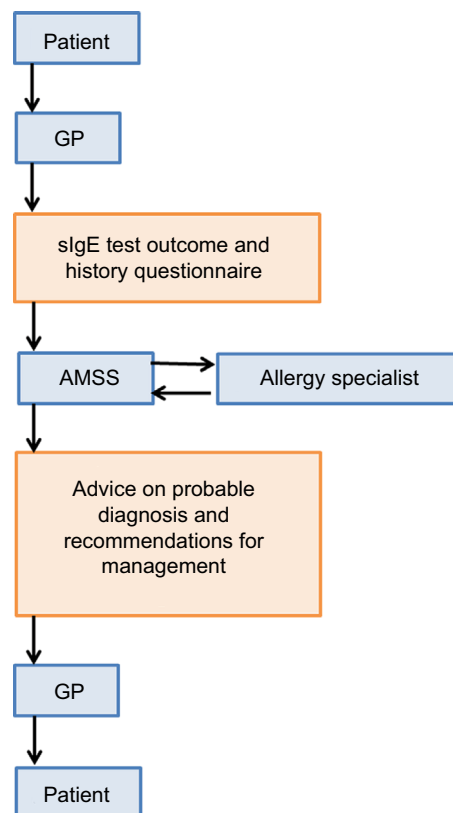 Patient
GP
sIgE test outcome and
history questionnaire
AMSS
Allergy specialist
Advice on probable
diagnosis and
recommendations for
management
GP
Patient